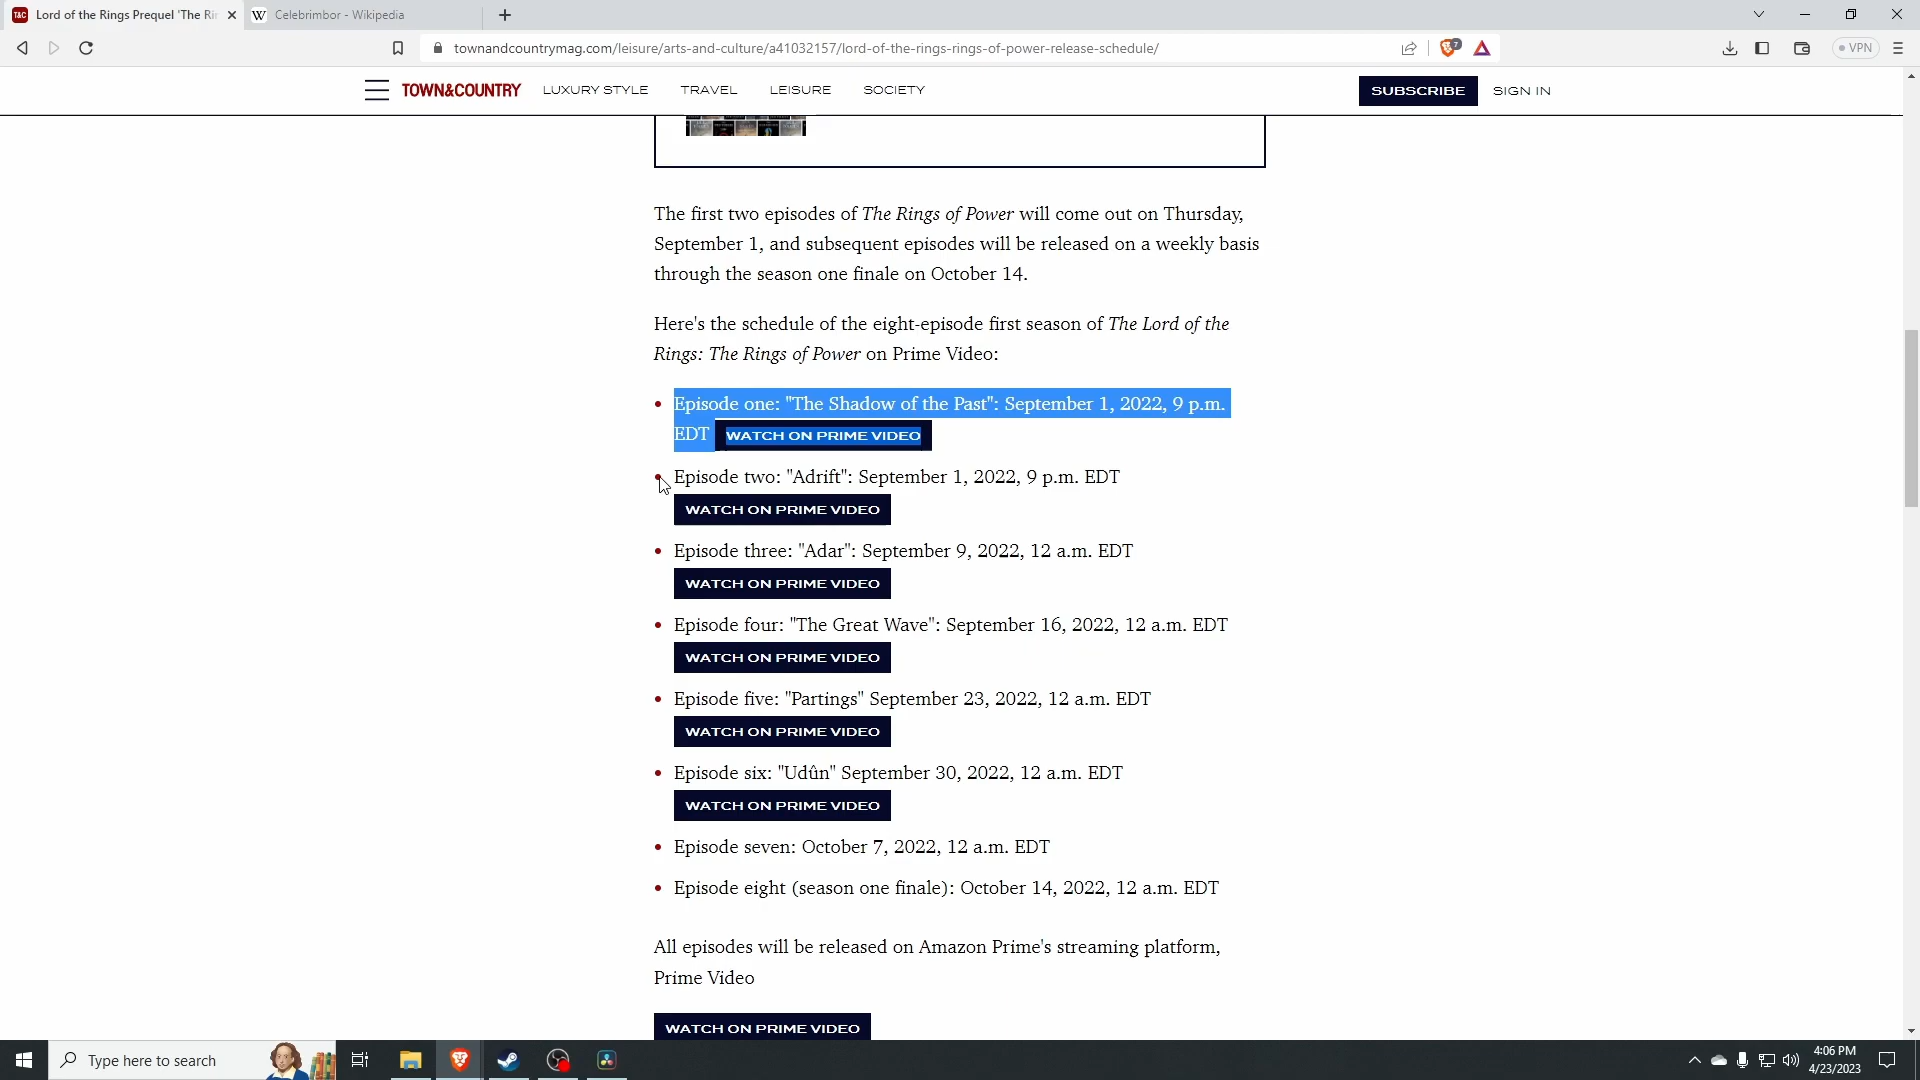 Lord of the Rings Prequel 'The Ri
Celebrimbor - Wikipedia
townandcountrymag.com/leisure/arts-and-culture/a41032157/lord-of-the-rings-rings-of-power-release-schedule/
7
VPN
TOWN&COUNTRY
LUXURY STYLE
TRAVEL
LEISURE
SOCIETY
SUBSCRIBE
SIGN IN
The first two episodes of The Rings of Power will come out on Thursday,
September 1, and subsequent episodes will be released on a weekly basis
through the season one finale on October 14.
Here's the schedule of the eight-episode first season of The Lord of the
Rings: The Rings of Power on Prime Video:
• Episode one: "The Shadow of the Past": September 1, 2022, 9 p.m.
EDT WATCH ON PRIME VIDEO
• Episode two: "Adrift": September 1, 2022, 9 p.m. EDT
WATCH ON PRIME VIDEO
• Episode three: "Adar": September 9, 2022, 12 a.m. EDT
WATCH ON PRIME VIDEO
• Episode four: "The Great Wave": September 16, 2022, 12 a.m. EDT
WATCH ON PRIME VIDEO
• Episode five: "Partings" September 23, 2022, 12 a.m. EDT
WATCH ON PRIME VIDEO
• Episode six: "Udûn" September 30, 2022, 12 a.m. EDT
WATCH ON PRIME VIDEO
• Episode seven: October 7, 2022, 12 a.m. EDT
• Episode eight (season one finale): October 14, 2022, 12 a.m. EDT
All episodes will be released on Amazon Prime's streaming platform,
Prime Video
WATCH ON PRIME VIDEO
Type here to search
4:06 PM
4/23/2023